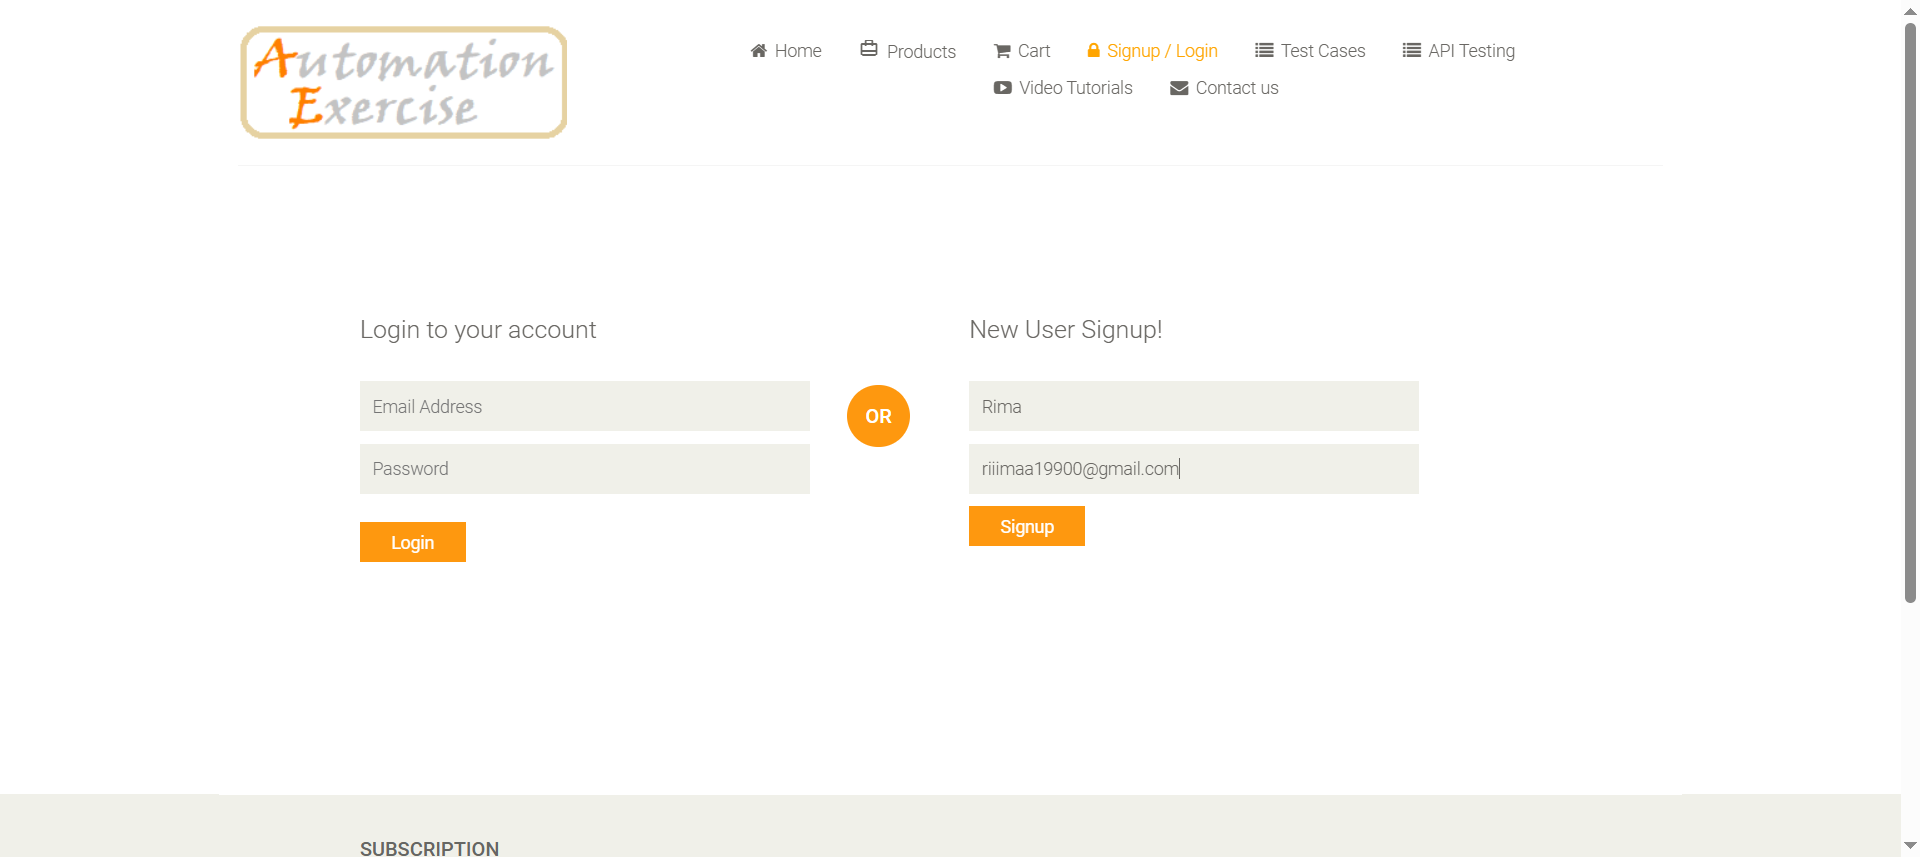 Automation
Exercise
Home
Products
Cart
Signup / Login
Test Cases
API Testing
Video Tutorials
Contact us
Login to your account
Email Address
Password
Login
OR
New User Signup!
Rima
riiimaa19900@gmail.com
Signup
SUBSCRIPTION